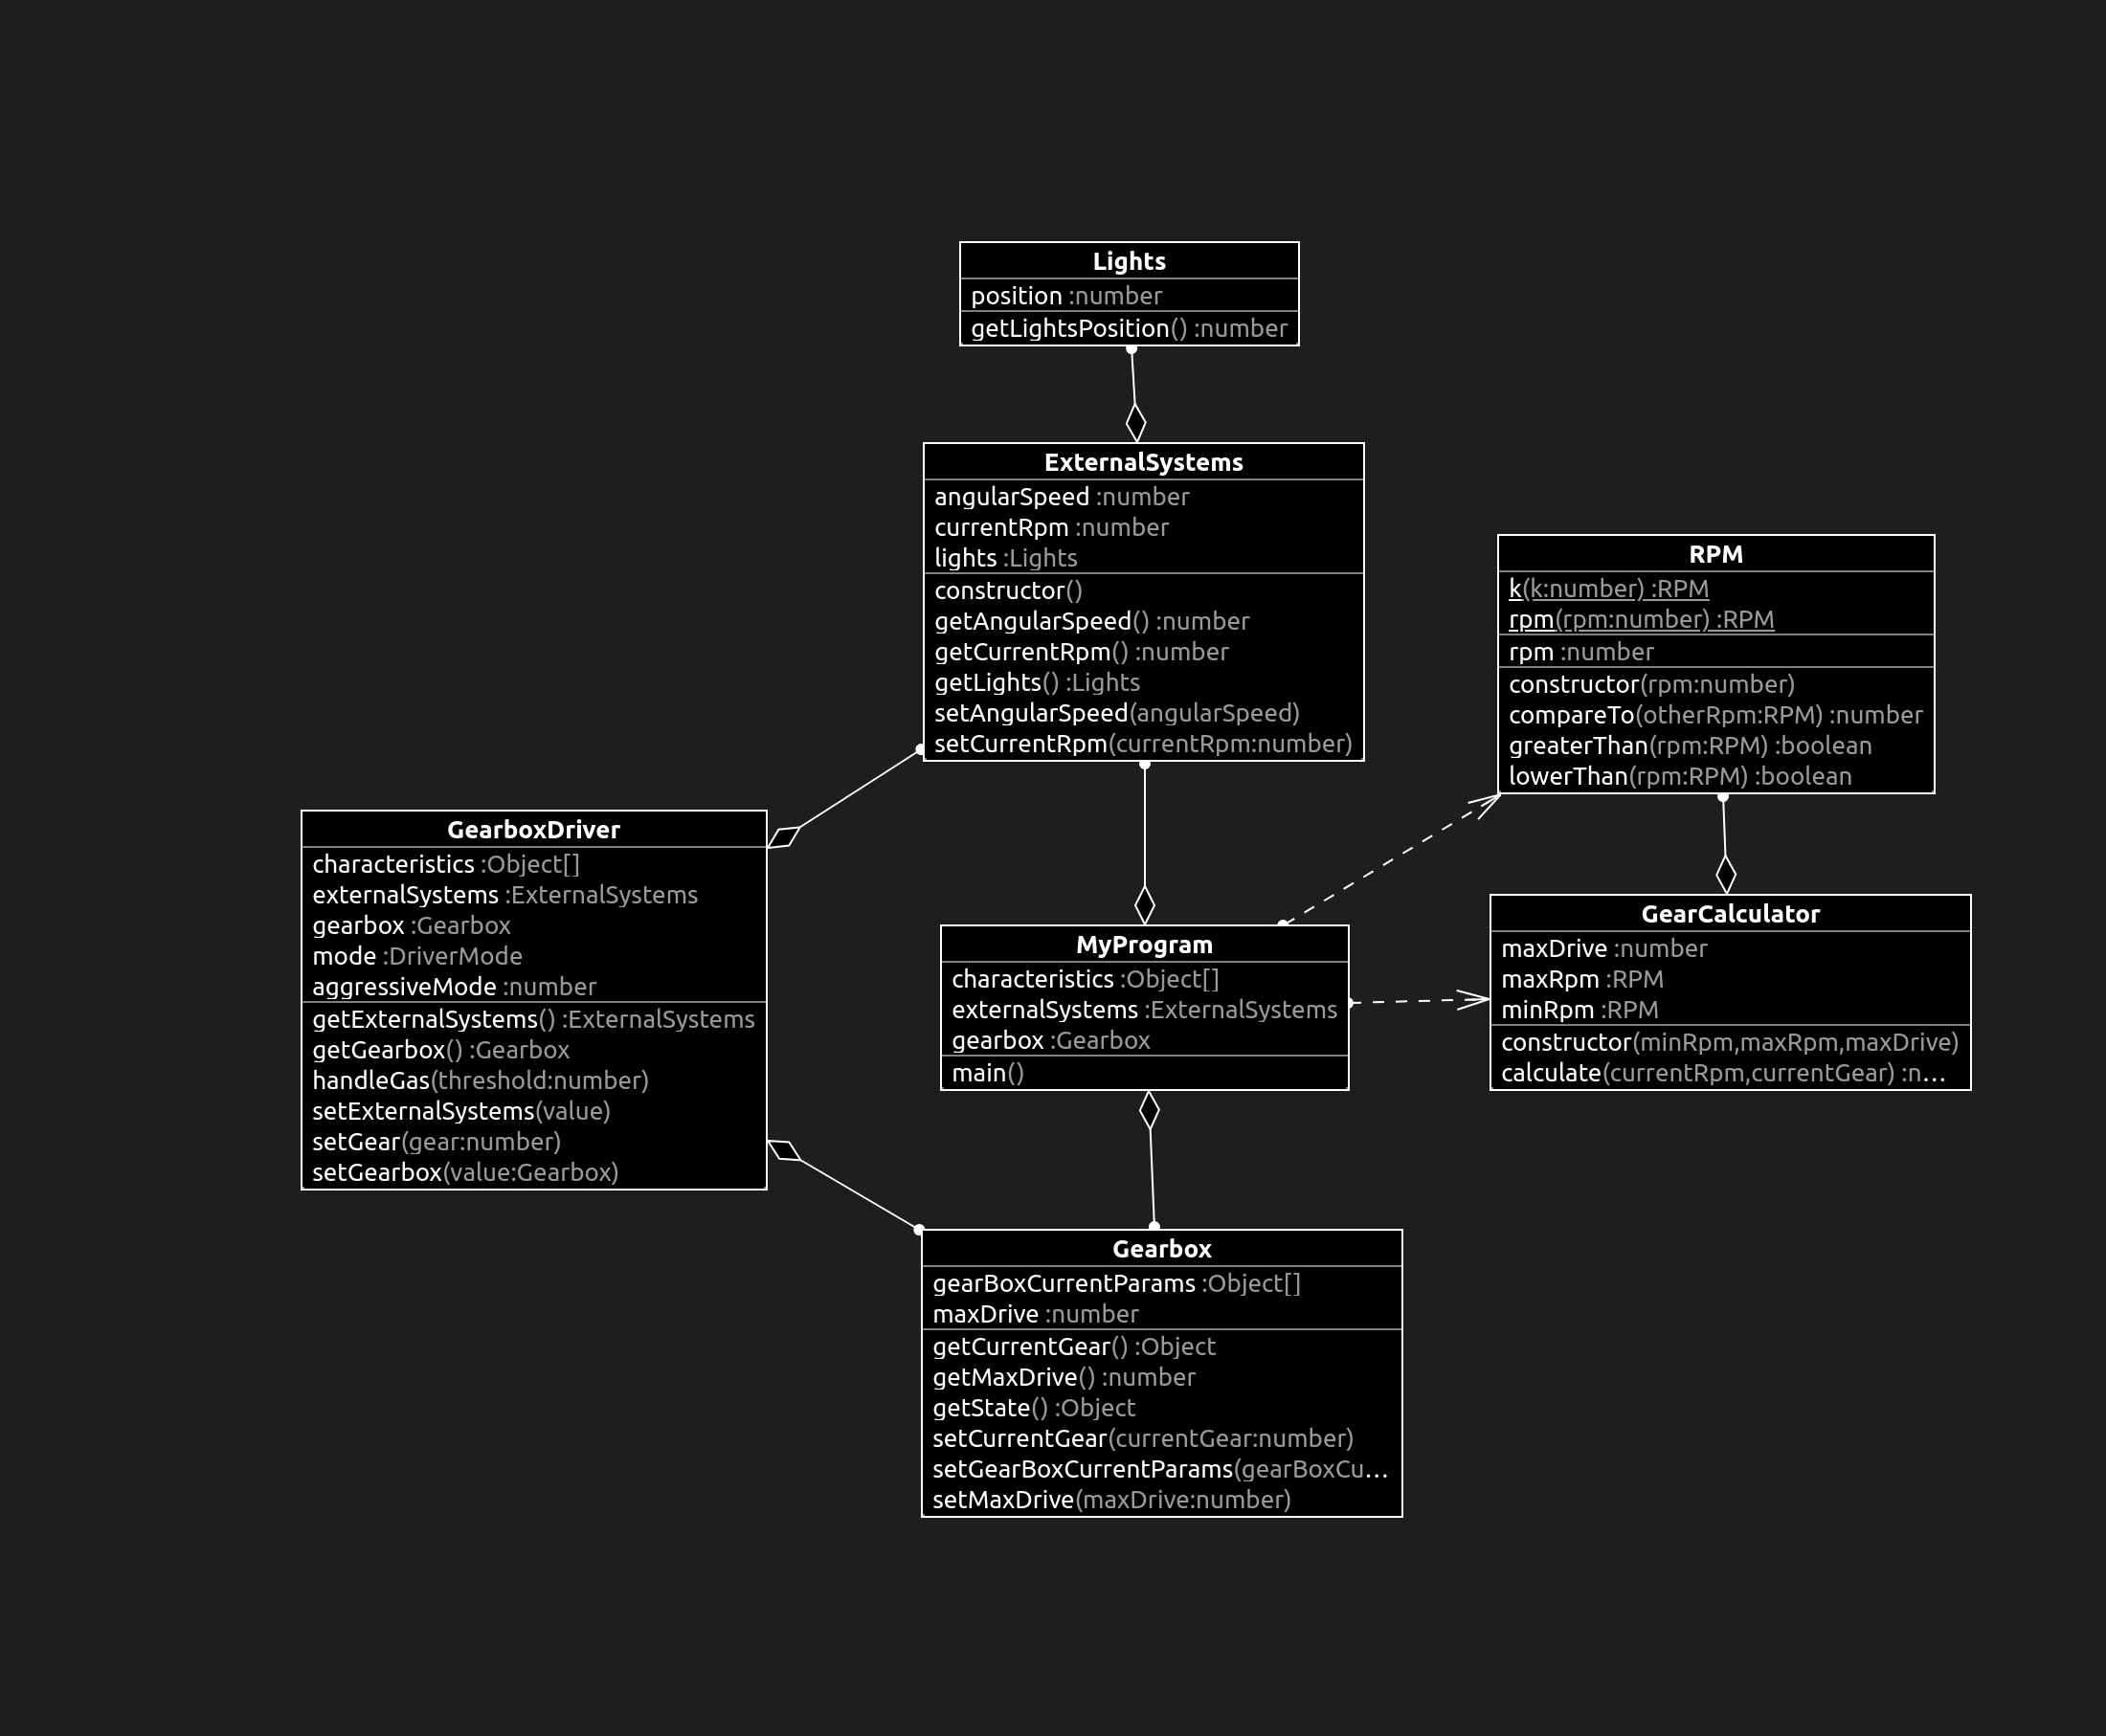 Lights
position :number
getLightsPosition() :number
ExternalSystems
angularSpeed :number
currentRpm :number
lights :Lights
constructor()
getAngularSpeed() :number
getCurrentRpm() :number
getLights() :Lights
setAngularSpeed(angularSpeed)
setCurrentRpm(currentRpm:number)
RPM
k(k:number) :RPM
rpm(rpm:number) :RPM
rpm :number
constructor(rpm:number)
compareTo(otherRpm:RPM) :number
greaterThan(rpm:RPM) :boolean
lowerThan(rpm:RPM) :boolean
GearboxDriver
characteristics :Object[]
externalSystems :ExternalSystems
gearbox :Gearbox
mode :DriverMode
aggressiveMode :number
getExternalSystems() :ExternalSystems
getGearbox() :Gearbox
handleGas(threshold:number)
setExternalSystems(value)
setGear(gear:number)
setGearbox(value:Gearbox)
MyProgram
characteristics :Object[]
externalSystems :ExternalSystems
gearbox :Gearbox
main()
GearCalculator
maxDrive :number
maxRpm :RPM
minRpm :RPM
constructor(minRpm,maxRpm,maxDrive)
calculate(currentRpm,currentGear) :n...
Gearbox
gearBoxCurrentParams :Object[]
maxDrive :number
getCurrentGear() :Object
getMaxDrive() :number
getState() :Object
setCurrentGear(currentGear:number)
setGearBoxCurrentParams(gearBoxCu...
setMaxDrive(maxDrive:number)